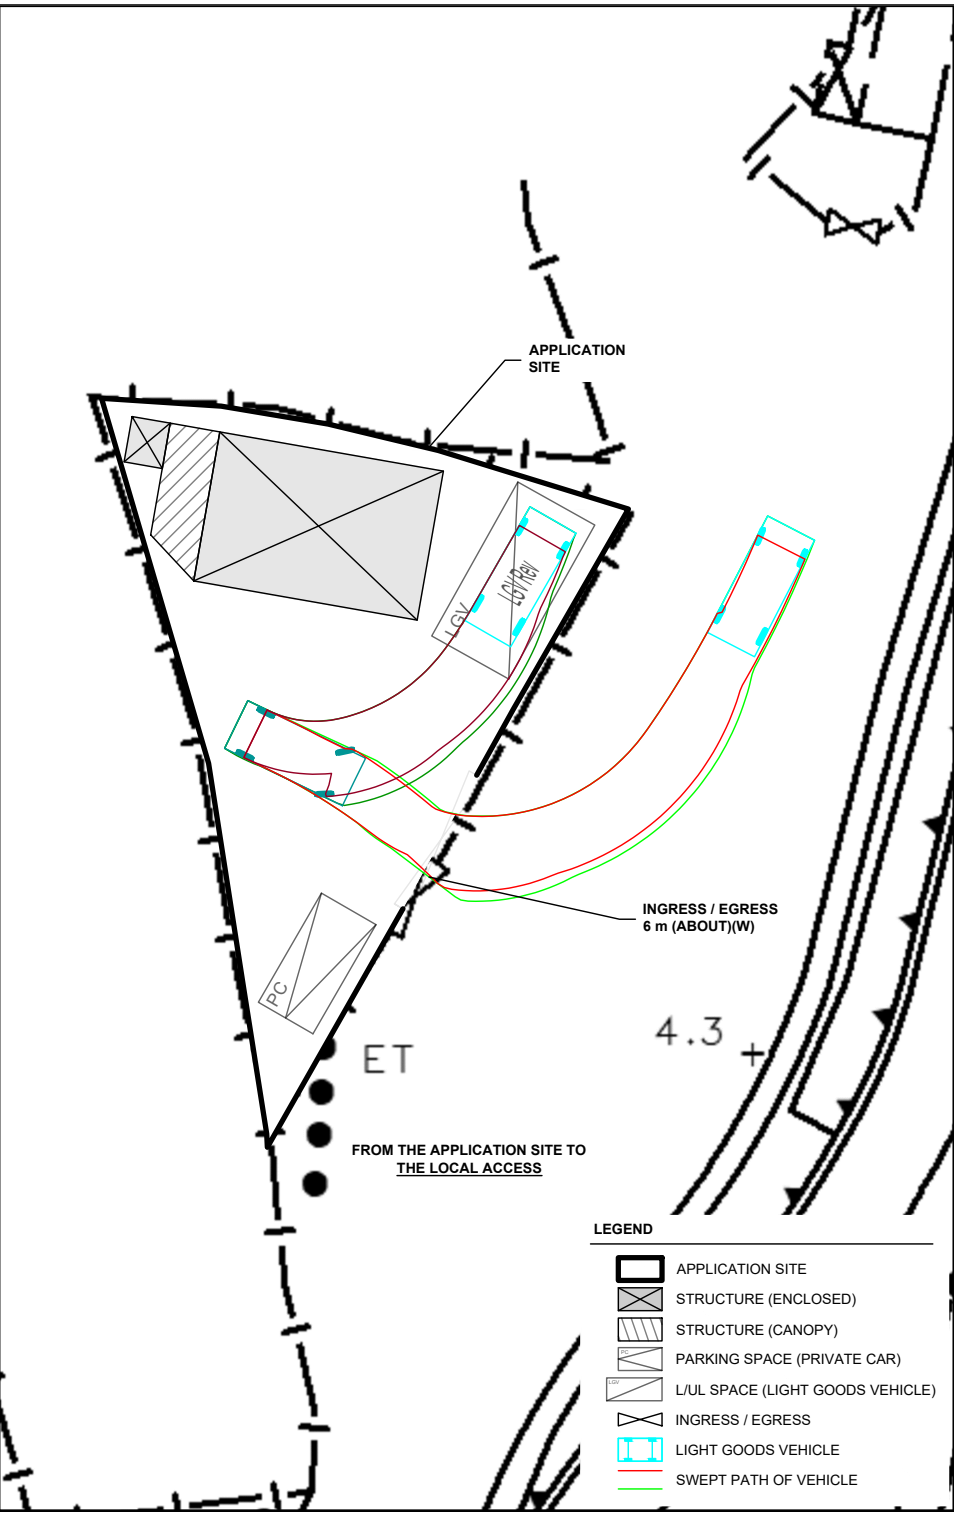 APPLICATION
SITE
LGV
LGV Rev
INGRESS / EGRESS
6 m (ABOUT)(W)
PC
ET
4.3
FROM THE APPLICATION SITE TO
THE LOCAL ACCESS
LEGEND
APPLICATION SITE
STRUCTURE (ENCLOSED)
STRUCTURE (CANOPY)
PC
PARKING SPACE (PRIVATE CAR)
LGV
L/UL SPACE (LIGHT GOODS VEHICLE)
INGRESS / EGRESS
LIGHT GOODS VEHICLE
SWEPT PATH OF VEHICLE